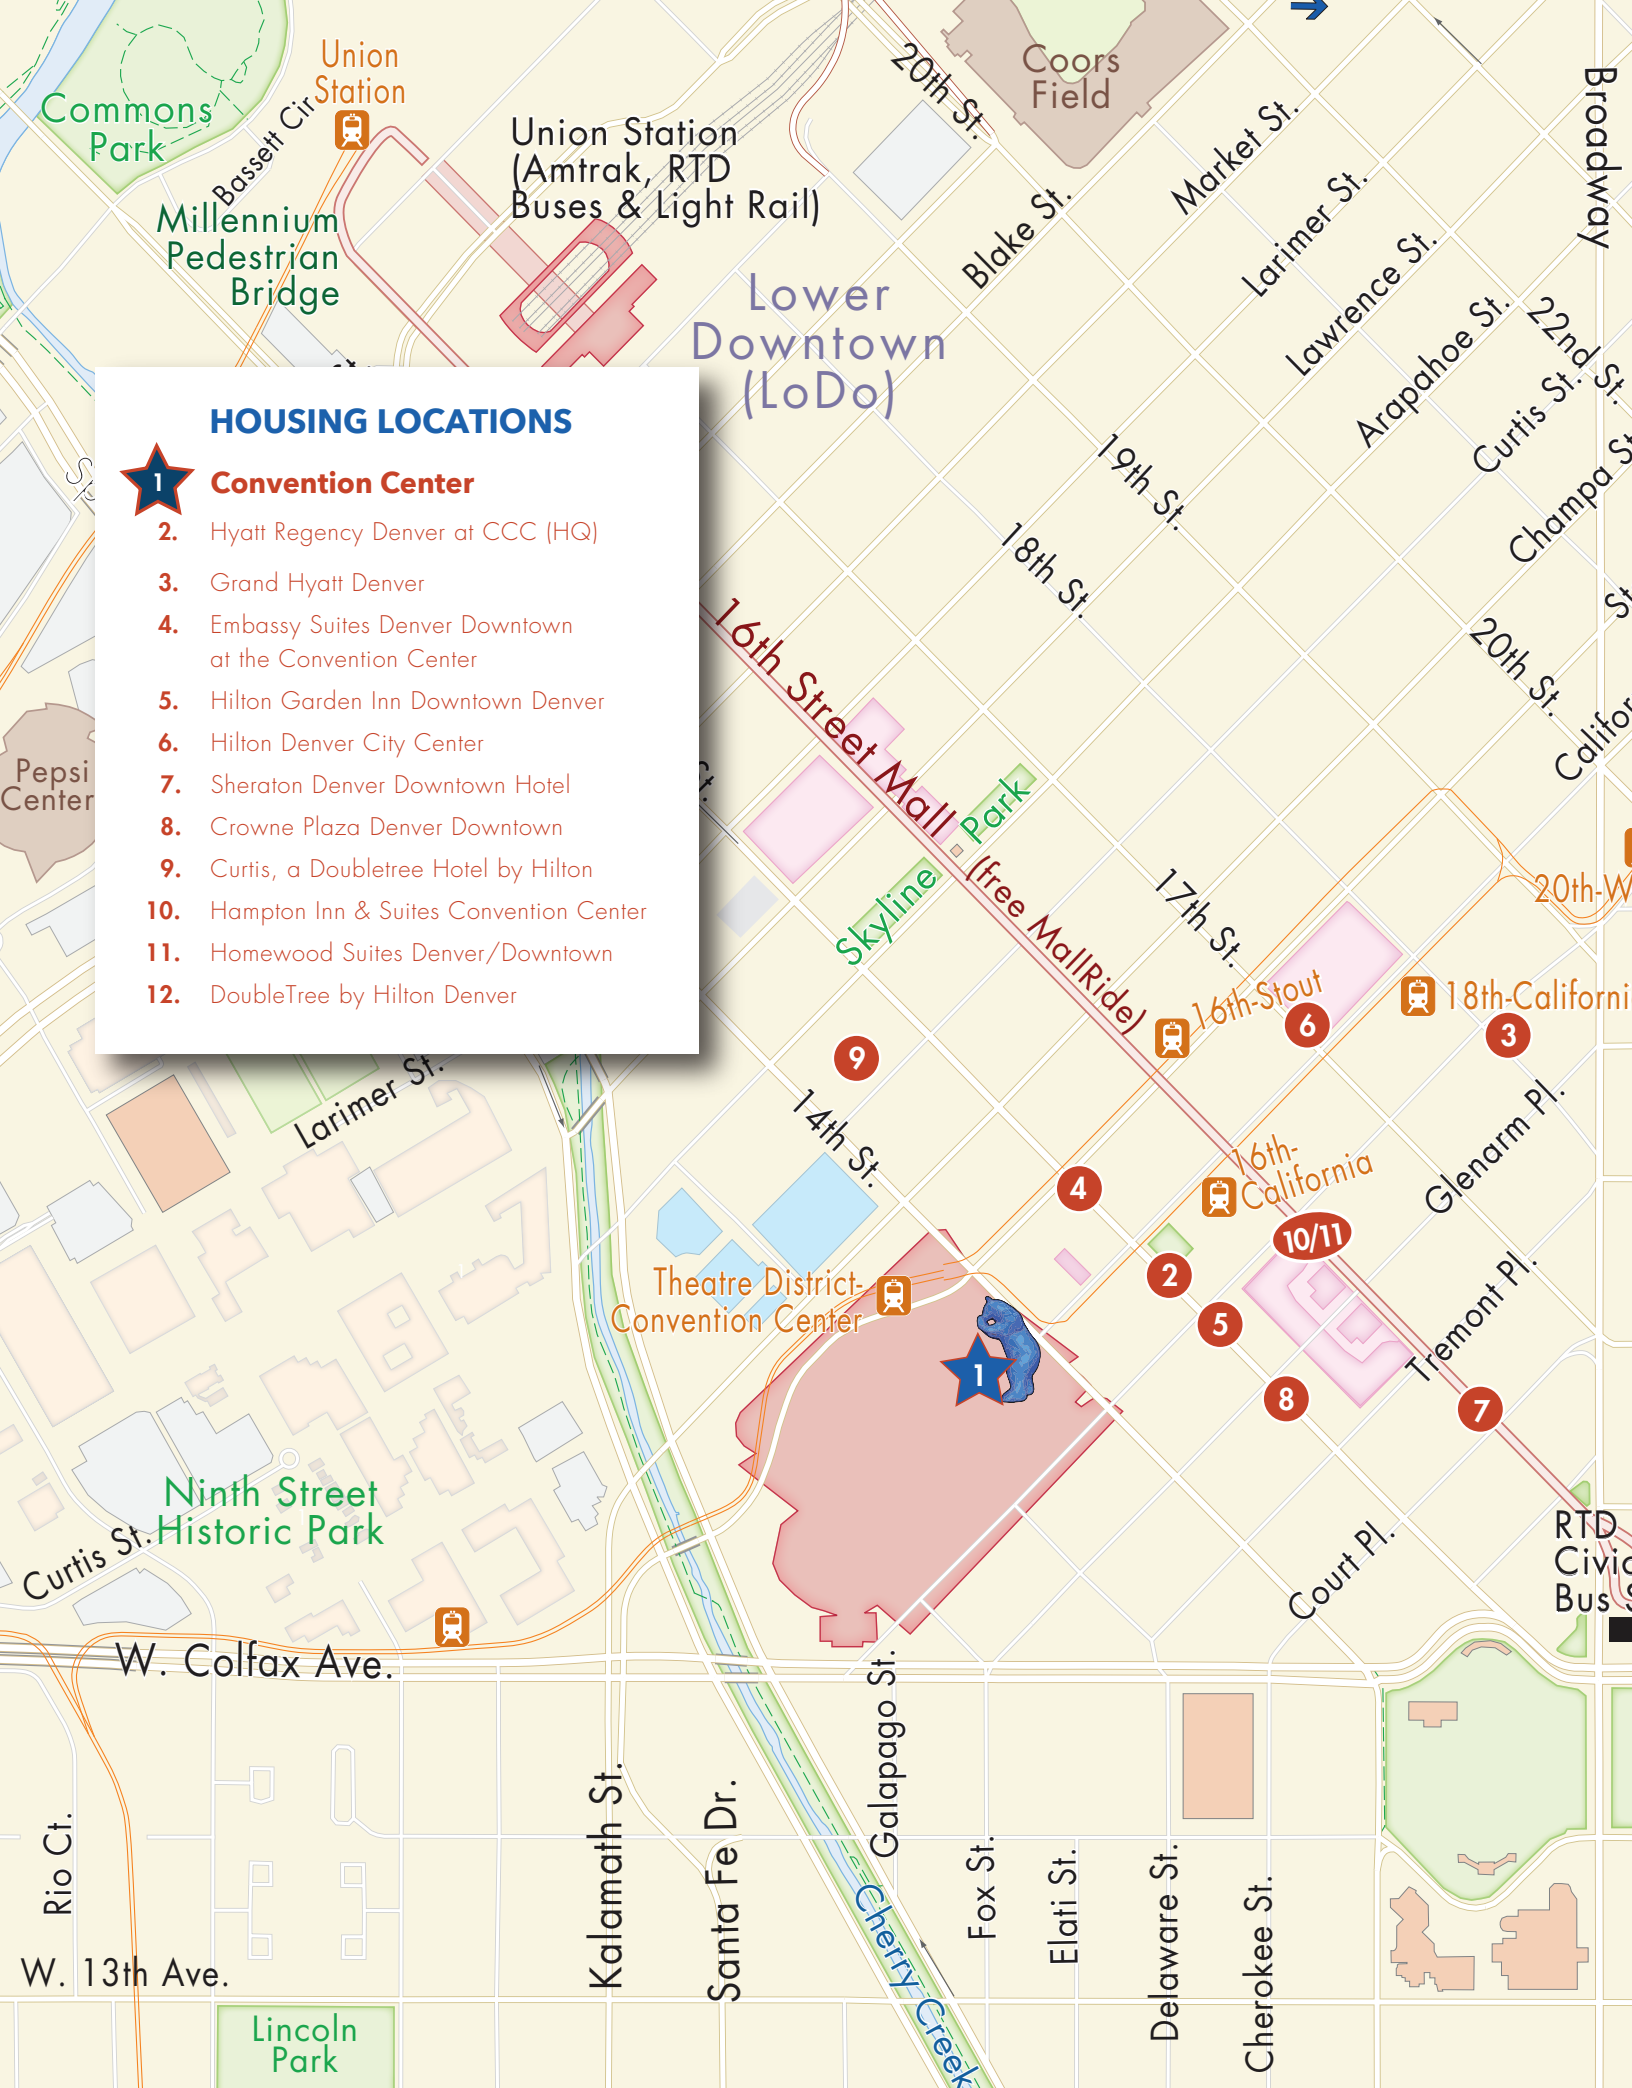 Union
Station
Commons
Park
Bassett Cir
Union Station
(Amtrak, RTD
Buses & Light Rail)
Millennium
Pedestrian
Bridge
Coors
Field
20th St.
Market St.
Broadway
Blake St.
Larimer St.
Lawrence St.
Lower
Downtown
(LoDo)
Arapahoe St.
22nd St.
Curtis St.
Champa S
19th St.
18th St.
St
20th St.
Califor
HOUSING LOCATIONS
1 Convention Center
2. Hyatt Regency Denver at CCC (HQ)
3. Grand Hyatt Denver
4. Embassy Suites Denver Downtown
at the Convention Center
5. Hilton Garden Inn Downtown Denver
6. Hilton Denver City Center
7. Sheraton Denver Downtown Hotel
8. Crowne Plaza Denver Downtown
9. Curtis, a Doubletree Hotel by Hilton
10. Hampton Inn & Suites Convention Center
11. Homewood Suites Denver/Downtown
12. DoubleTree by Hilton Denver
Pepsi
Center
St.
16th Street Mall
(free MallRide)
Skyline
Park
17th St.
20th-W
16th-Stout
18th-Californi
6
3
9
14th St.
Larimer St.
Glenarm Pl.
16th-
California
4
10/11
2
5
Theatre District-
Convention Center
1
Tremont Pl.
8
7
Ninth Street
Historic Park
Curtis St.
Court Pl.
RTD
Civic
Bus S
W. Colfax Ave.
Galapago St.
Kalamath St.
Santa Fe Dr.
Rio Ct.
Fox St.
Elati St.
Delaware St.
Cherokee St.
Cherry Creek
W. 13th Ave.
Lincoln
Park